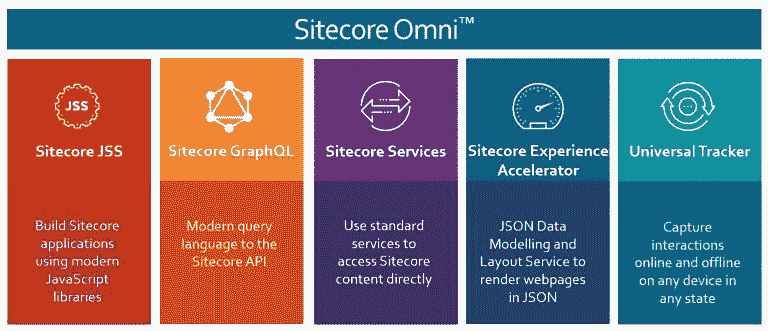 Sitecore Omni™
JSS
Sitecore JSS
Build Sitecore
applications
using modern
JavaScript
libraries
Sitecore GraphQL
Modern query
language to the
Sitecore API
Sitecore Services
Use standard
services to
access Sitecore
content directly
Sitecore Experience
Accelerator
JSON Data
Modelling and
Layout Service to
render webpages
in JSON
Universal Tracker
Capture
interactions
online and offline
on any device in
any state